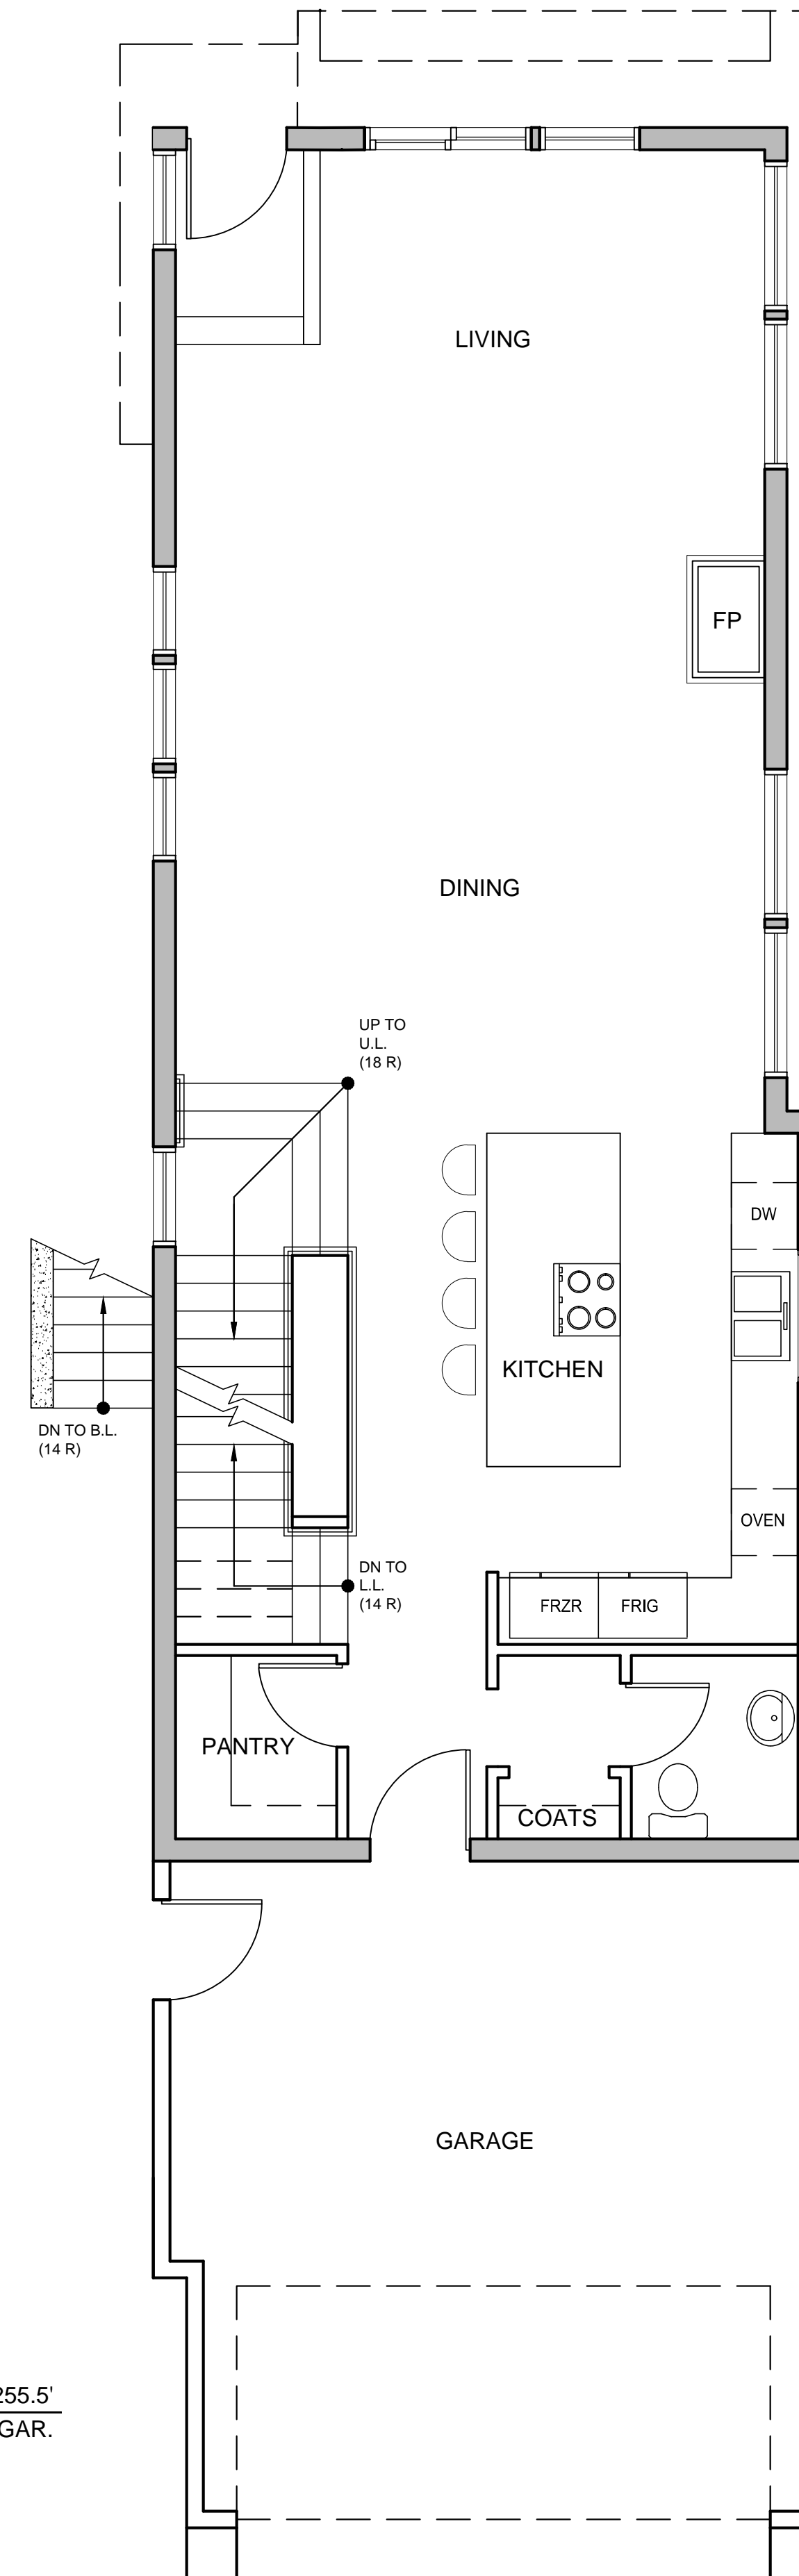 LIVING
FP
DINING
UP TO
U.L.
(18 R)
DW
KITCHEN
DN TO B.L.
(14 R)
OVEN
DN TO
L.L.
(14 R)
FRZR
FRIG
PANTRY
COATS
GARAGE
255.5'
GAR.